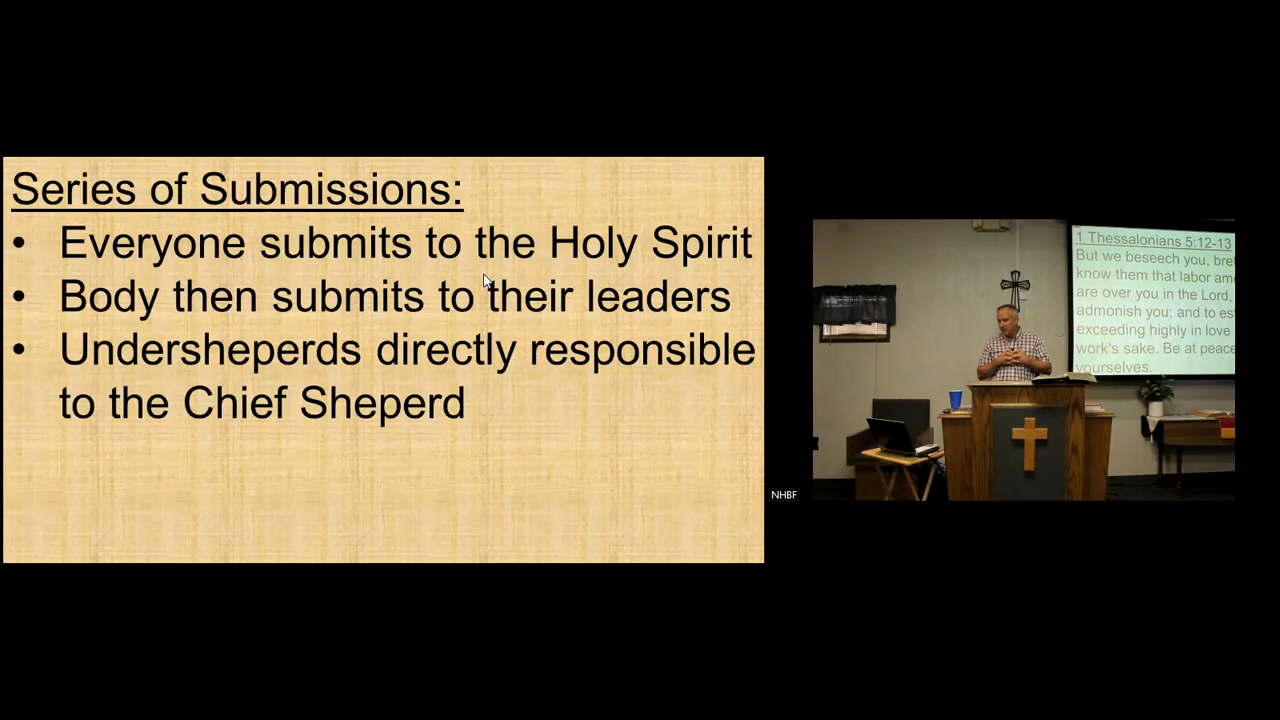 Series of Submissions:
• Everyone submits to the Holy Spirit
• Body then submits to their leaders
• Undersheperds directly responsible
to the Chief Sheperd
NHBF
1 Thessalonians 5:12-13
But we beseech you,
know them that labor
are over you in the Lord,
admonish you; and to
exceeding highly in love
work's sake. Be at peace
yourselves.